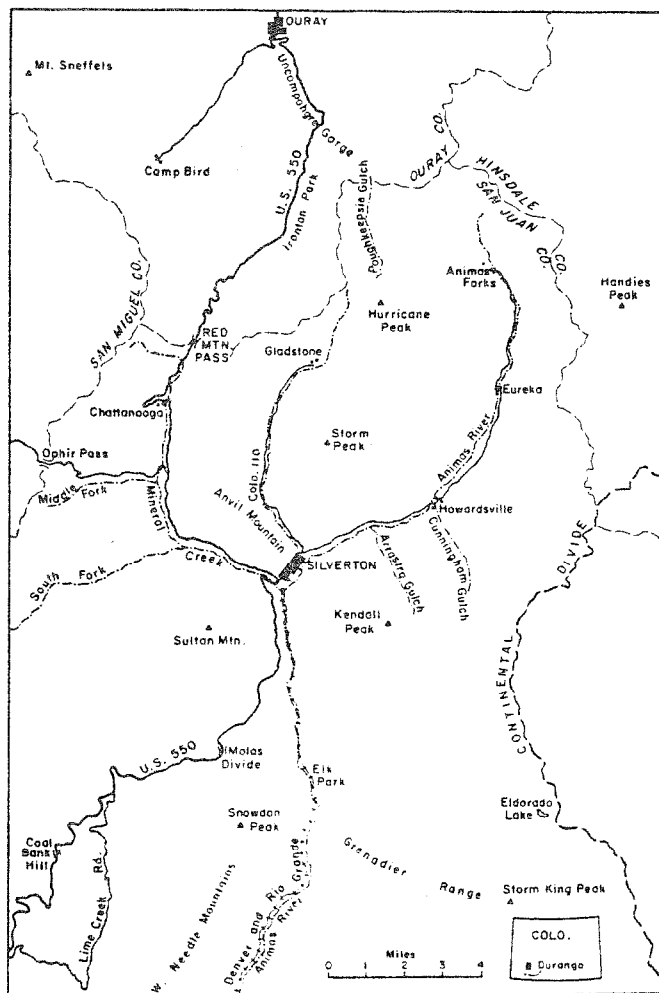 OURAY
Mt. Sneffels
Uncompahgre Gorge
Camp Bird
U.S. 550
Ironton Park
OURAY CO.
HINSDALE CO.
SAN JUAN CO.
Poughkeepsie Gulch
Animas Forks
Handies Peak
Hurricane Peak
SAN MIGUEL CO.
RED MTN. PASS
Gladstone
Chattanooga
Eureka
Storm Peak
Animas River
Ophir Pass
Colo. 110
Middle Fork
Mineral Creek
Anvil Mountain
Howardsville
Cunningham Gulch
Arrastra Gulch
SILVERTON
South Fork
CONTINENTAL DIVIDE
Kendall Peak
Sultan Mtn.
U.S. 550
Molas Divide
Elk Park
Snowdon Peak
Eldorado Lake
Coal Bank Hill
Lime Creek Rd.
Grenadier Range
Storm King Peak
W. Needle Mountains
Denver and Rio Grande
Animas River
Miles
0 1 2 3 4
COLO.
Durango